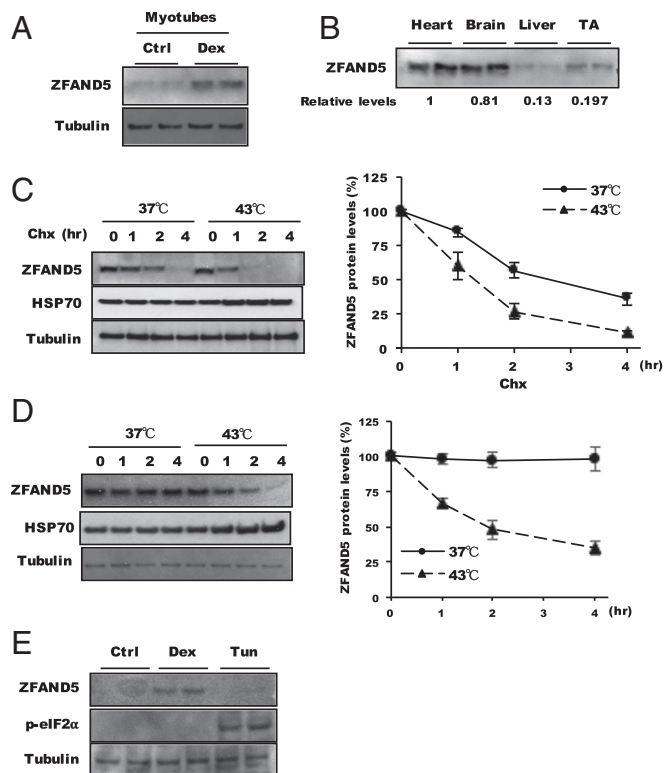 A
Myotubes
Ctrl Dex
ZFAND5
Tubulin
B
Heart Brain Liver TA
ZFAND5
Relative levels 1 0.81 0.13 0.197
C
37℃ 43℃
Chx (hr) 0 1 2 4 0 1 2 4
ZFAND5
HSP70
Tubulin
ZFAND5 protein levels (%)
125
100
75
50
25
0
37℃
43℃
0 1 2 3 4 (hr)
Chx
D
37℃ 43℃
0 1 2 4 0 1 2 4
ZFAND5
HSP70
Tubulin
ZFAND5 protein levels (%)
125
100
75
50
25
0
37℃
43℃
0 1 2 3 4 (hr)
E
Ctrl Dex Tun
ZFAND5
p-eIF2α
Tubulin